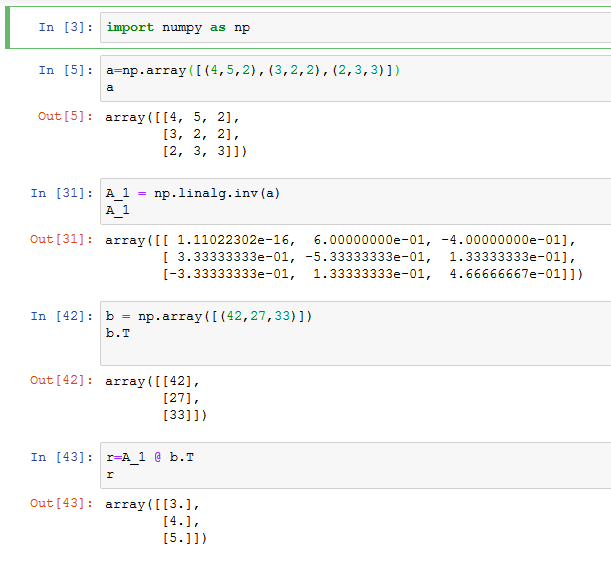 In [3]: import numpy as np
In [5]: a=np.array([(4,5,2),(3,2,2),(2,3,3)])
a
Out[5]: array([[4, 5, 2],
[3, 2, 2],
[2, 3, 3]])
In [31]: A_1 = np.linalg.inv(a)
A_1
Out[31]: array([[ 1.11022302e-16,  6.00000000e-01, -4.00000000e-01],
[ 3.33333333e-01, -5.33333333e-01,  1.33333333e-01],
[-3.33333333e-01,  1.33333333e-01,  4.66666667e-01]])
In [42]: b = np.array([(42,27,33)])
b.T
Out[42]: array([[42],
[27],
[33]])
In [43]: r=A_1 @ b.T
r
Out[43]: array([[3.],
[4.],
[5.]])